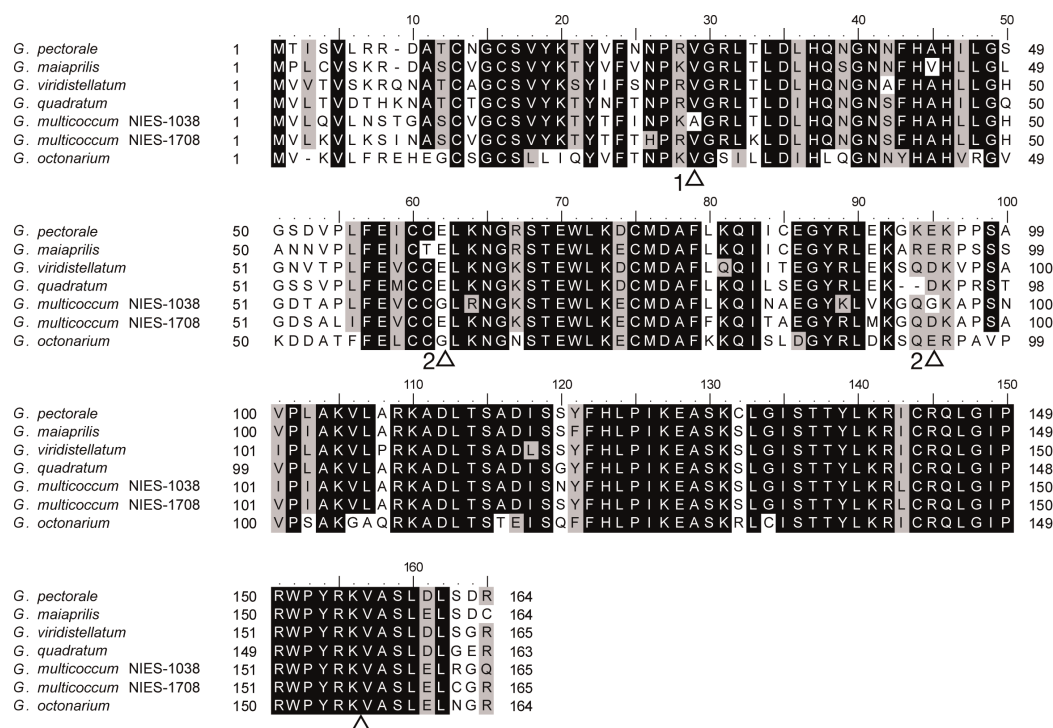 10 20 30 40 50
G. pectorale 1 MTISVLRR-DATCNGCSVYKTYVFNNPRVGRLTLDLHQNGNNFHAHILGS 49
G. maiaprilis 1 MPLCVSKR-DASCVGCSVYKTYVFVNPKVGRLTLDLHQSGNNFHVHLLGL 49
G. viridistellatum 1 MVVTVSKRQNATCAGCSVYKSYIFSNPRVGRLTLDLHQNGNAFHAHLLGH 50
G. quadratum 1 MVLTVDTHKNATCTGCSVYKTYNFTNPRVGRLTLDIHQNGNSFHAHILGQ 50
G. multicoccum NIES-1038 1 MVLQVLNSTGASCVGCSVYKTYTFINPKAGRLTLDLHQNGNSFHAHLLGH 50
G. multicoccum NIES-1708 1 MVLKVLKSINASCVGCSVYKTYTFTHPRVGRLKLDLHQNGNSFHAHLLGH 50
G. octonarium 1 MV-KVLFREHEGCSGCSLLIQYVFTNPKVGSILLDIHLQGNNYHAHVRGV 49
1△
60 70 80 90 100
G. pectorale 50 GSDVPLFEICCELKNGRSTEWLKDCMDAFLKQIICEGYRLEKGKEKPPSA 99
G. maiaprilis 50 ANNVPLFEICTELKNGRSTEWLKDCMDAFLKQIICEGYRLEKARERPSSS 99
G. viridistellatum 51 GNVTPLFEVCCELKNGKSTEWLKDCMDAFLQQIITEGYRLEKSQDKVPSA 100
G. quadratum 51 GSSVPLFEMCCELKNGKSTEWLKDCMDAFLKQIINEGYRLEKS--DKPRST 98
G. multicoccum NIES-1038 51 GDTAPLFEVCCGLRNGKSTEWLKECMDAFLKQINAEGYKLVKGQGKAPSN 100
G. multicoccum NIES-1708 51 GDSALIFEVCCELKNGKSTEWLKECMDAFFKQITAEGYRLMKGQDKAPSA 100
G. octonarium 50 KDDATFFEFCCGLKNGNSTEWLKECMDAFKKQISLDGYRLDKSQERPAVP 99
2△ 2△
110 120 130 140 150
G. pectorale 100 VPLAKVLARKADLTSADISSYFHLPIKEASKCLGISTTYLKRICRQLGIP 149
G. maiaprilis 100 VPIAKVLARKADLTSADISSFFHLPIKEASKSLGISTTYLKRICRQLGIP 149
G. viridistellatum 101 IPLAKVLPRKADLTSADLSSYFHLPIKEASKSLGISTTYLKRICRQLGIP 150
G. quadratum 99 VPLAKVLARKADLTSADISGYFHLPIKEASKSLGISTTYLKRICRQLGIP 148
G. multicoccum NIES-1038 101 IPIAKVLARKADLTSADISNYFHLPIKEASKSLGISTTYLKRLCRQLGIP 150
G. multicoccum NIES-1708 101 VPIAKVLARKADLTSADISSYFHLPIKEASKSLGISTTYLKRLCRQLGIP 150
G. octonarium 100 VPSAKGAQRKADLTSTEISQFFHLPIKEASKRLCISTTYLKRICRQLGIP 149
160
G. pectorale 150 RWPYRKVASLDLSDR 164
G. maiaprilis 150 RWPYRKVASLELSDC 164
G. viridistellatum 151 RWPYRKVASLDLSGR 165
G. quadratum 149 RWPYRKVASLDLGER 163
G. multicoccum NIES-1038 151 RWPYRKVASLELRGQ 165
G. multicoccum NIES-1708 151 RWPYRKVASLELCGR 165
G. octonarium 150 RWPYRKVASLELNGR 164
△